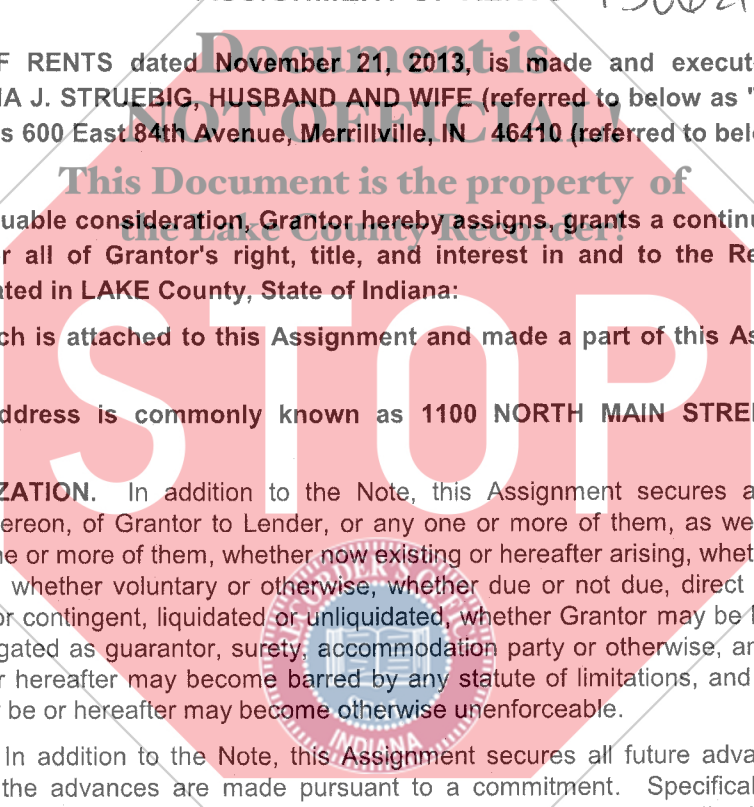 F RENTS dated November 21, 2013, is made and execut
IA J. STRUEBIG, HUSBAND AND WIFE (referred to below as "
s 600 East 84th Avenue, Merrillville, IN 46410 (referred to bel
uable consideration, Grantor hereby assigns, grants a continu
r all of Grantor's right, title, and interest in and to the Re
ated in LAKE County, State of Indiana:
ch is attached to this Assignment and made a part of this As
ddress is commonly known as 1100 NORTH MAIN STREE
ZATION. In addition to the Note, this Assignment secures a
ereon, of Grantor to Lender, or any one or more of them, as we
ne or more of them, whether now existing or hereafter arising, whet
, whether voluntary or otherwise, whether due or not due, direct
or contingent, liquidated or unliquidated, whether Grantor may be l
gated as guarantor, surety, accommodation party or otherwise, an
r hereafter may become barred by any statute of limitations, and
y be or hereafter may become otherwise unenforceable.
In addition to the Note, this Assignment secures all future adva
the advances are made pursuant to a commitment. Specifical
Document is
NOT OFFICIAL!
This Document is the property of
the Lake County Recorder!
STOP
RECORDER'S OFFICE
INDIANA